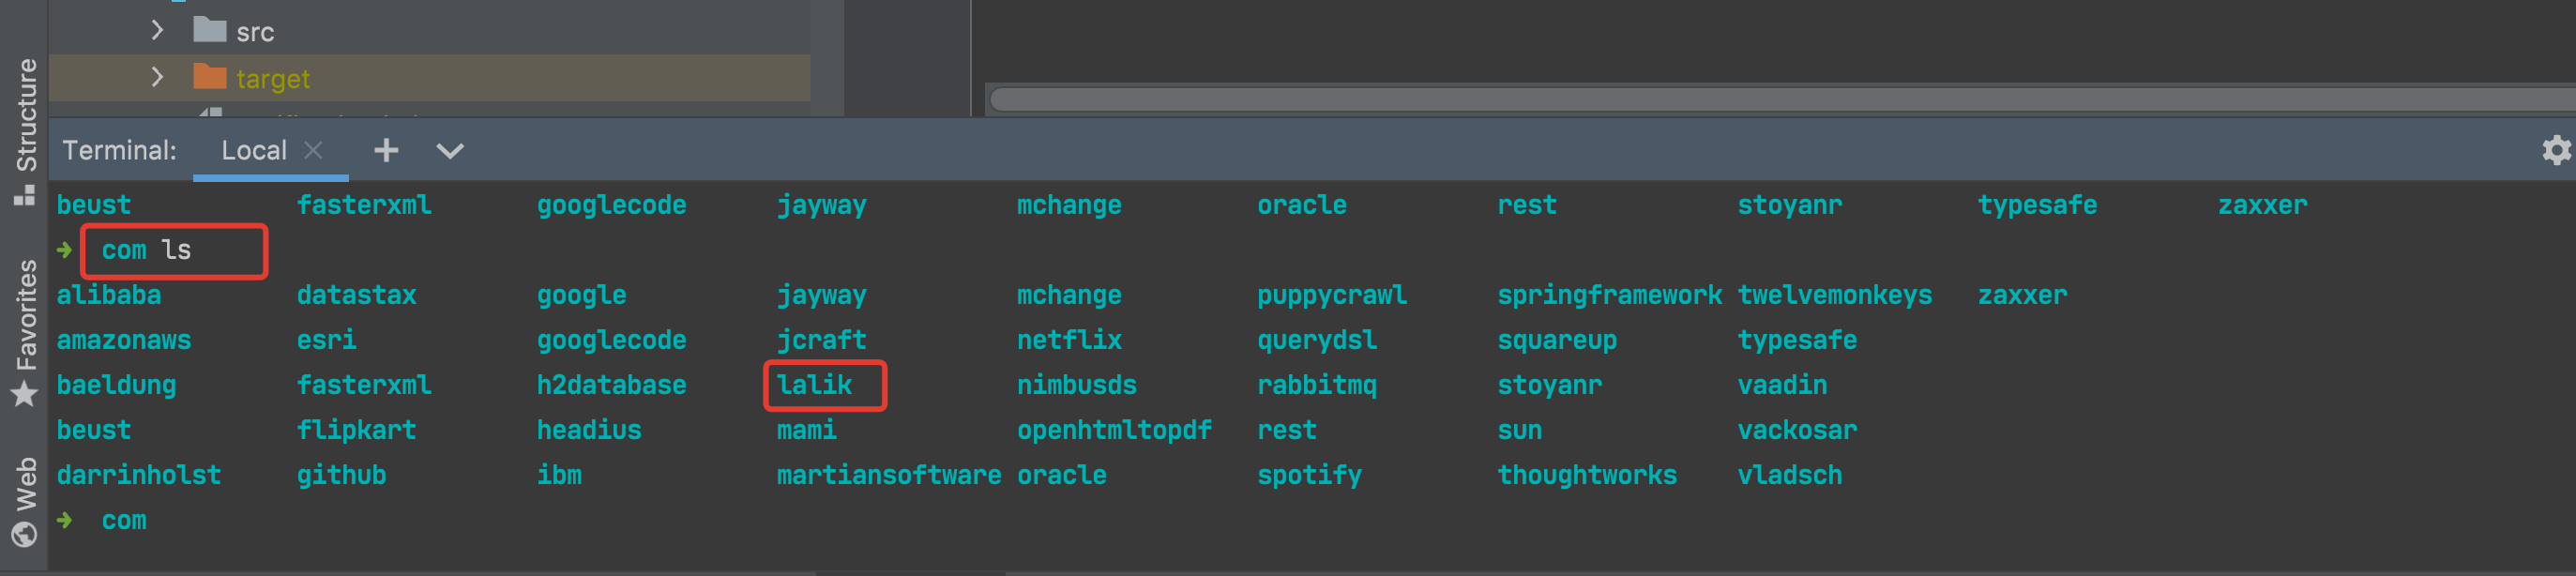 src
target
Structure
Favorites
Web
Terminal: Local
beust fasterxml googlecode jayway mchange oracle rest stoyanr typesafe zaxxer
➜ com ls
alibaba datastax google jayway mchange puppycrawl springframework twelvemonkeys zaxxer
amazonaws esri googlecode jcraft netflix querydsl squareup typesafe
baeldung fasterxml h2database lalik nimbusds rabbitmq stoyanr vaadin
beust flipkart headius mami openhtmltopdf rest sun vackosar
darrinholst github ibm martiansoftware oracle spotify thoughtworks vladsch
➜ com